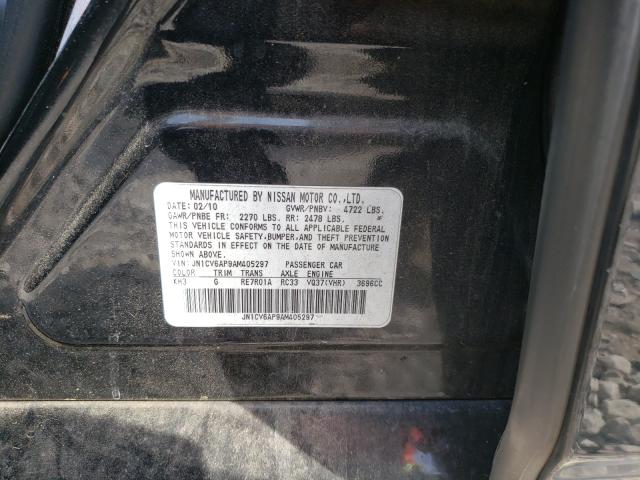 MANUFACTURED BY NISSAN MOTOR CO.,LTD.
DATE: 02/10 GVWR/PNBV: 4722 LBS.
GAWR/PNBE FR: 2270 LBS. RR: 2478 LBS.
THIS VEHICLE CONFORMS TO ALL APPLICABLE FEDERAL
MOTOR VEHICLE SAFETY, BUMPER, AND THEFT PREVENTION
STANDARDS IN EFFECT ON THE DATE OF MANUFACTURE
SHOWN ABOVE.
VIN: JN1CV6AP9AM405297 PASSENGER CAR
COLOR TRIM TRANS AXLE ENGINE
KH3 G RE7R01A RC33 VQ37(VHR) 3696CC
JN1CV6AP9AM405297